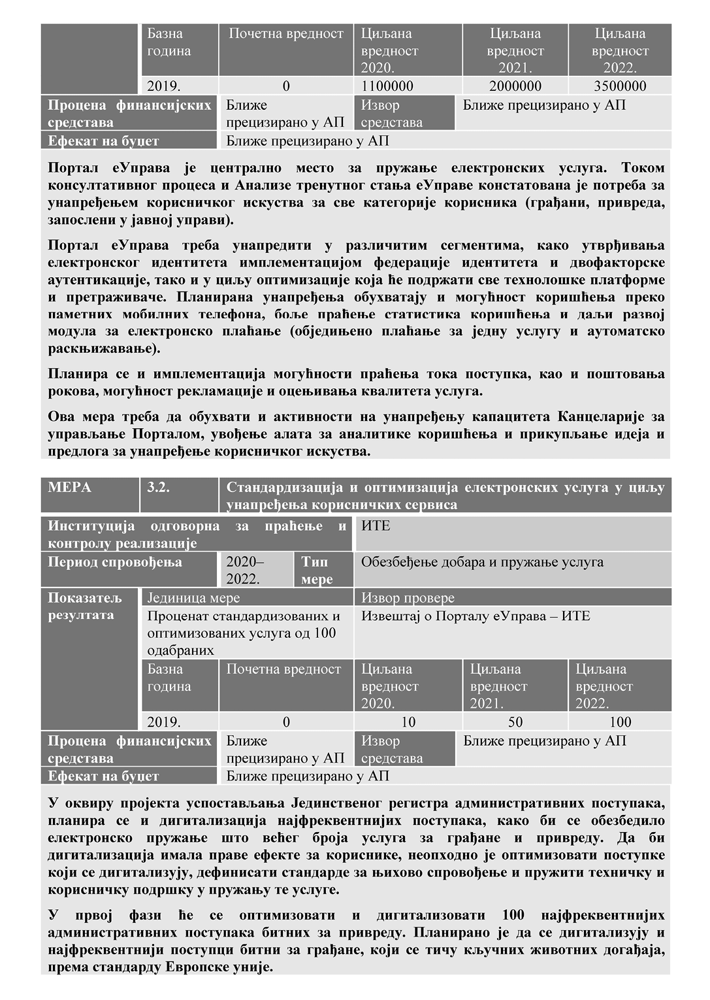 Базна година Почетна вредност Циљана вредност 2020. Циљана вредност 2021. Циљана вредност 2022.
2019. 0 1100000 2000000 3500000
Процена финансијских средстава Ближе прецизирано у АП Извор средстава Ближе прецизирано у АП
Ефекат на буџет Ближе прецизирано у АП
Портал еУправа је централно место за пружање електронских услуга. Током
консултативног процеса и Анализе тренутног стања еУправе констатована је потреба за
унапређењем корисничког искуства за све категорије корисника (грађани, привреда,
запослени у јавној управи).
Портал еУправа треба унапредити у различитим сегментима, како утврђивања
електронског идентитета имплементацијом федерације идентитета и двофакторске
аутентикације, тако и у циљу оптимизације која ће подржати све технолошке платформе
и претраживаче. Планирана унапређења обухватају и могућност коришћења преко
паметних мобилних телефона, боље праћење статистика коришћења и даљи развој
модула за електронско плаћање (обједињено плаћање за једну услугу и аутоматско
раскњижавање).
Планира се и имплементација могућности праћења тока поступка, као и поштовања
рокова, могућност рекламације и оцењивања квалитета услуга.
Ова мера треба да обухвати и активности на унапређењу капацитета Канцеларије за
управљање Порталом, увођење алата за аналитике коришћења и прикупљање идеја и
предлога за унапређење корисничког искуства.
МЕРА 3.2. Стандардизација и оптимизација електронских услуга у циљу
унапређења корисничких сервиса
Институција одговорна за праћење и контролу реализације ИТЕ
Период спровођења 2020–2022. Тип мере Обезбеђење добара и пружање услуга
Показатељ резултата Јединица мере Извор провере
Проценат стандардизованих и оптимизованих услуга од 100 одабраних Извештај о Порталу еУправа – ИТЕ
Базна година Почетна вредност Циљана вредност 2020. Циљана вредност 2021. Циљана вредност 2022.
2019. 0 10 50 100
Процена финансијских средстава Ближе прецизирано у АП Извор средстава Ближе прецизирано у АП
Ефекат на буџет Ближе прецизирано у АП
У оквиру пројекта успостављања Јединственог регистра административних поступака,
планира се и дигитализација најфреквентнијих поступака, како би се обезбедило
електронско пружање што већег броја услуга за грађане и привреду. Да би
дигитализација имала праве ефекте за кориснике, неопходно је оптимизовати поступке
који се дигитализују, дефинисати стандарде за њихово спровођење и пружити техничку и
корисничку подршку у пружању те услуге.
У првој фази ће се оптимизовати и дигитализовати 100 најфреквентнијих
административних поступака битних за привреду. Планирано је да се дигитализују и
најфреквентнији поступци битни за грађане, који се тичу кључних животних догађаја,
према стандарду Европске уније.